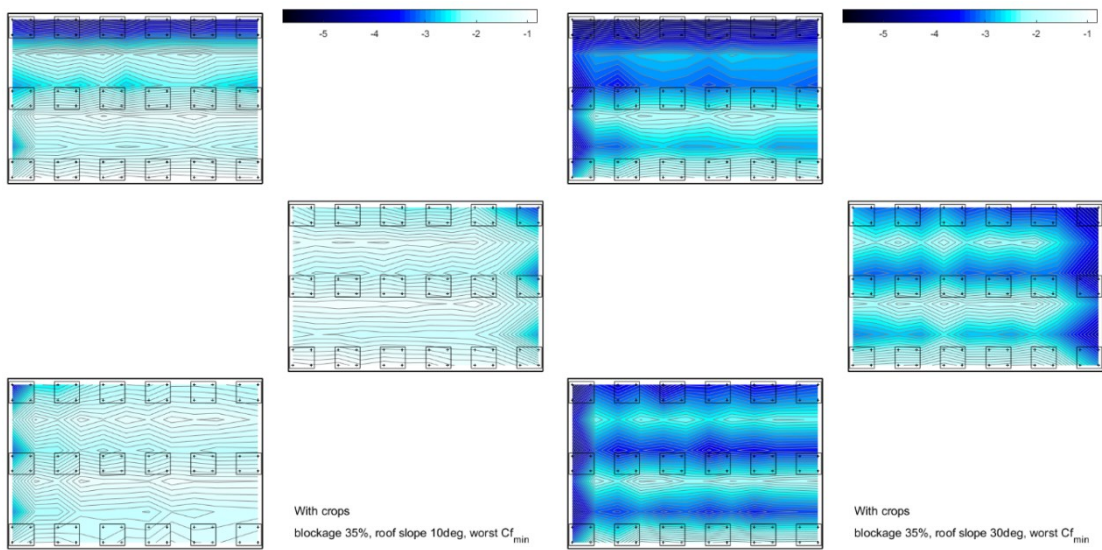 -5 -4 -3 -2 -1
-5 -4 -3 -2 -1
With crops
blockage 35%, roof slope 10deg, worst Cf_min
With crops
blockage 35%, roof slope 30deg, worst Cf_min